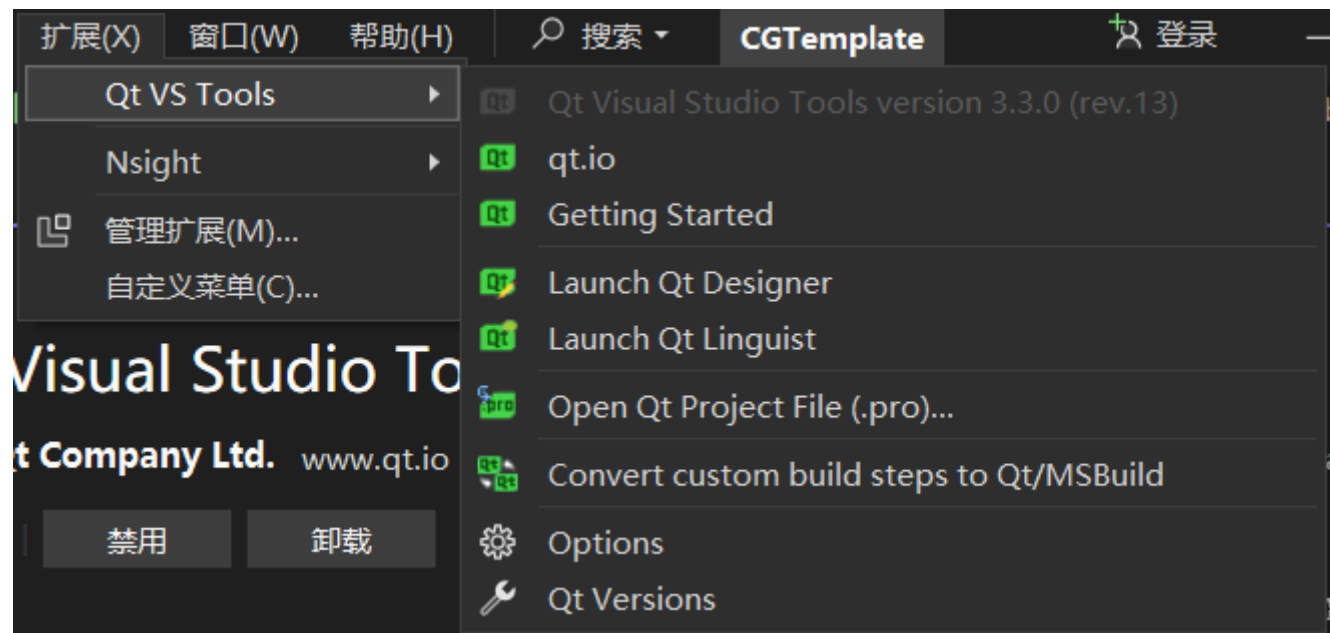 扩展(X) 窗口(W) 帮助(H) 搜索 CGTemplate 登录
Qt VS Tools
Nsight
管理扩展(M)...
自定义菜单(C)...
Qt Visual Studio Tools version 3.3.0 (rev.13)
qt.io
Getting Started
Launch Qt Designer
Launch Qt Linguist
Open Qt Project File (.pro)...
Convert custom build steps to Qt/MSBuild
Options
Qt Versions
Visual Studio To
t Company Ltd. www.qt.io
禁用 卸载